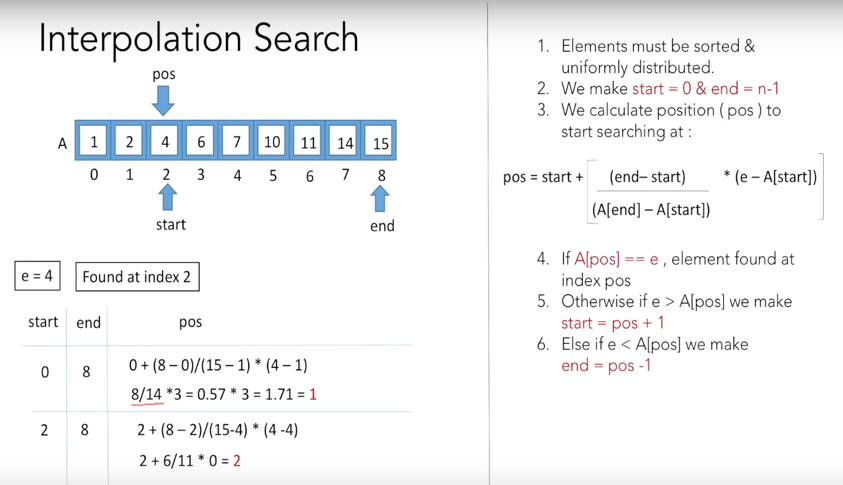 Interpolation Search
pos
A 1 2 4 6 7 10 11 14 15
0 1 2 3 4 5 6 7 8
start end
e = 4 Found at index 2
start end pos
0 8 0 + (8 – 0)/(15 – 1) * (4 – 1)
8/14 *3 = 0.57 * 3 = 1.71 = 1
2 8 2 + (8 – 2)/(15-4) * (4 -4)
2 + 6/11 * 0 = 2
1. Elements must be sorted &
uniformly distributed.
2. We make start = 0 & end = n-1
3. We calculate position ( pos ) to
start searching at :
pos = start + (end– start) * (e – A[start])
(A[end] – A[start])
4. If A[pos] == e , element found at
index pos
5. Otherwise if e > A[pos] we make
start = pos + 1
6. Else if e < A[pos] we make
end = pos -1